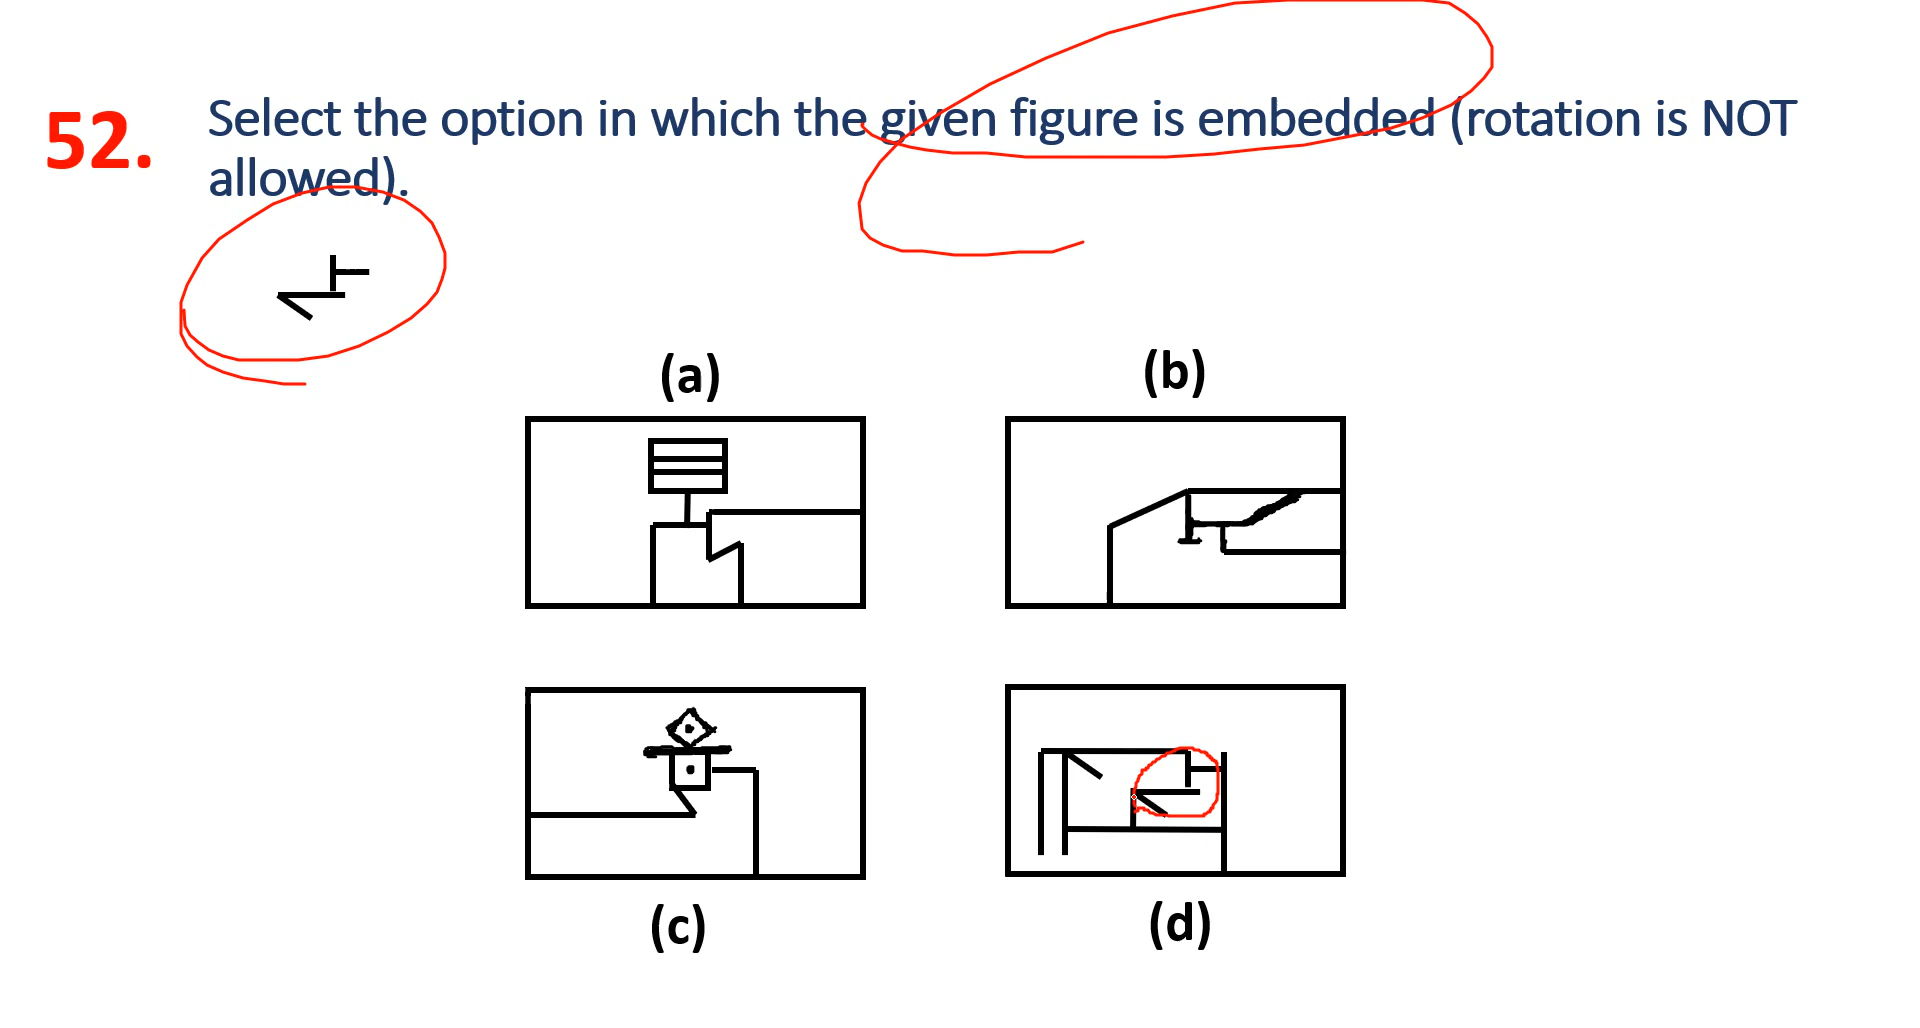 52. Select the option in which the given figure is embedded (rotation is NOT
allowed).
(a) (b)
(c) (d)